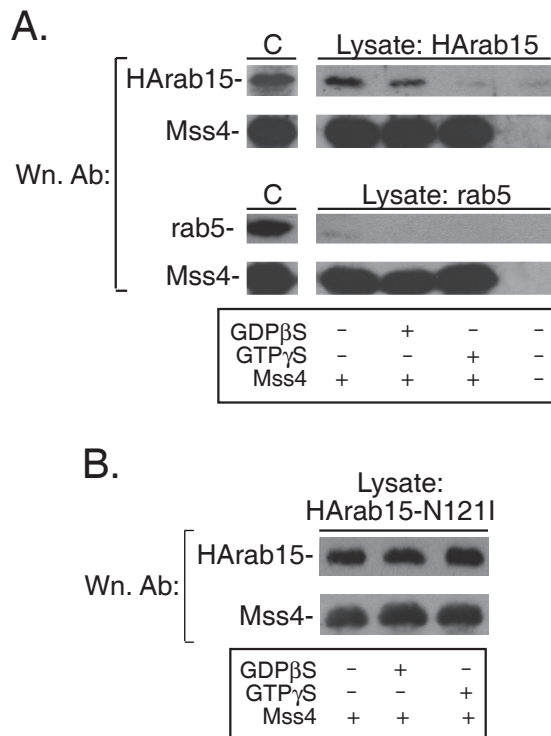 A.
C Lysate: HArab15
HArab15-
Mss4-
Wn. Ab:
C Lysate: rab5
rab5-
Mss4-
GDPβS – + – –
GTPγS – – + –
Mss4 + + + –
B.
Lysate:
HArab15-N121I
HArab15-
Wn. Ab:
Mss4-
GDPβS – + –
GTPγS – – +
Mss4 + + +